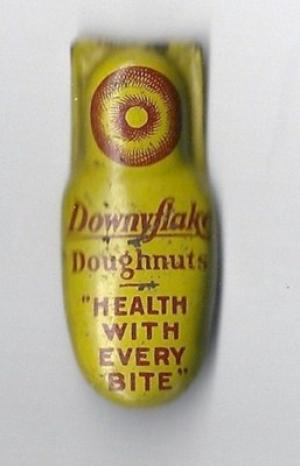 Downyflake
Doughnuts
"HEALTH
WITH
EVERY
BITE"